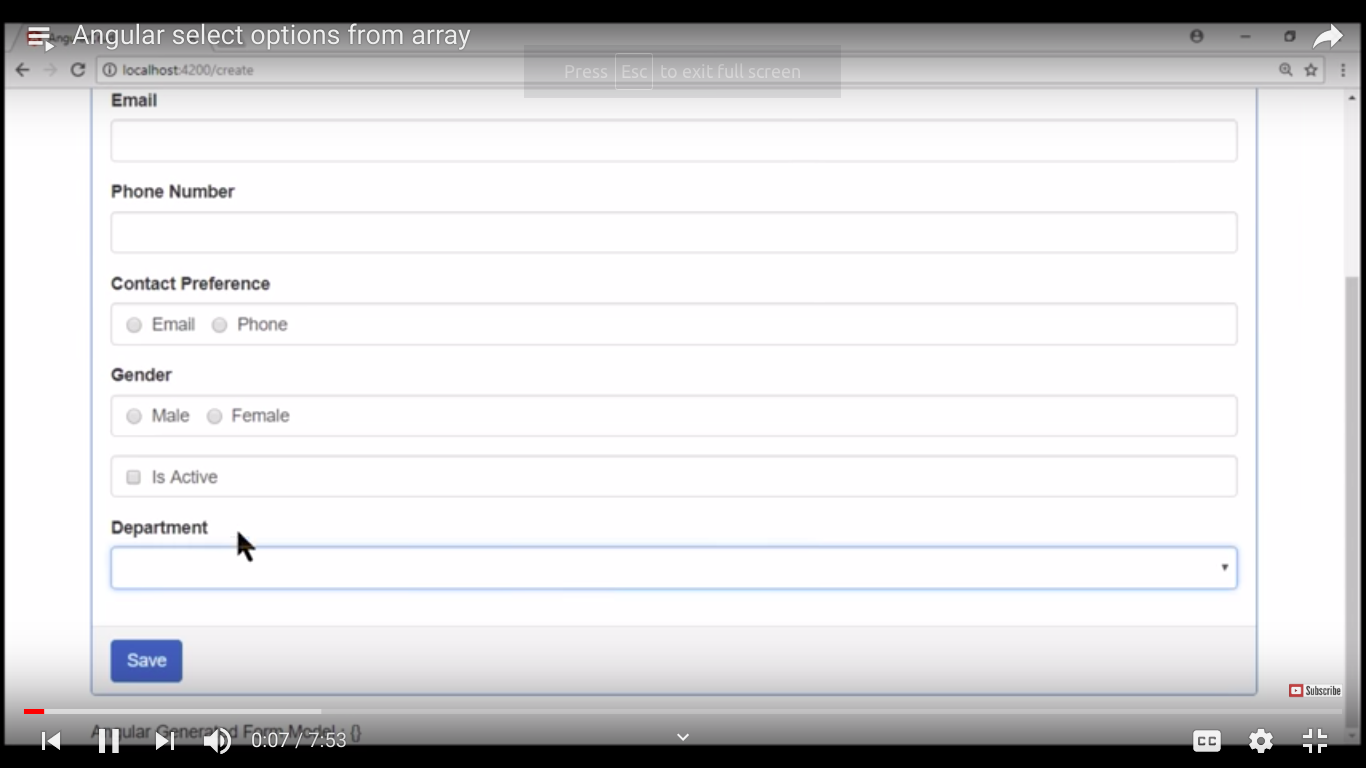 Angular select options from array
localhost:4200/create
Press Esc to exit full screen
Email
Phone Number
Contact Preference
Email Phone
Gender
Male Female
Is Active
Department
Save
Subscribe
Angular Generated Form Model : {}
0:07 / 7:53
CC